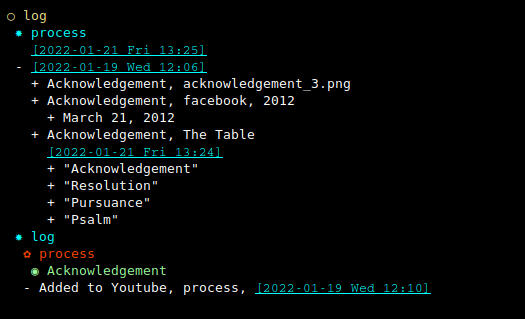 ○ log
✸ process
[2022-01-21 Fri 13:25]
- [2022-01-19 Wed 12:06]
+ Acknowledgement, acknowledgement_3.png
+ Acknowledgement, facebook, 2012
+ March 21, 2012
+ Acknowledgement, The Table
[2022-01-21 Fri 13:24]
+ "Acknowledgement"
+ "Resolution"
+ "Pursuance"
+ "Psalm"
✸ log
✿ process
◉ Acknowledgement
- Added to Youtube, process, [2022-01-19 Wed 12:10]